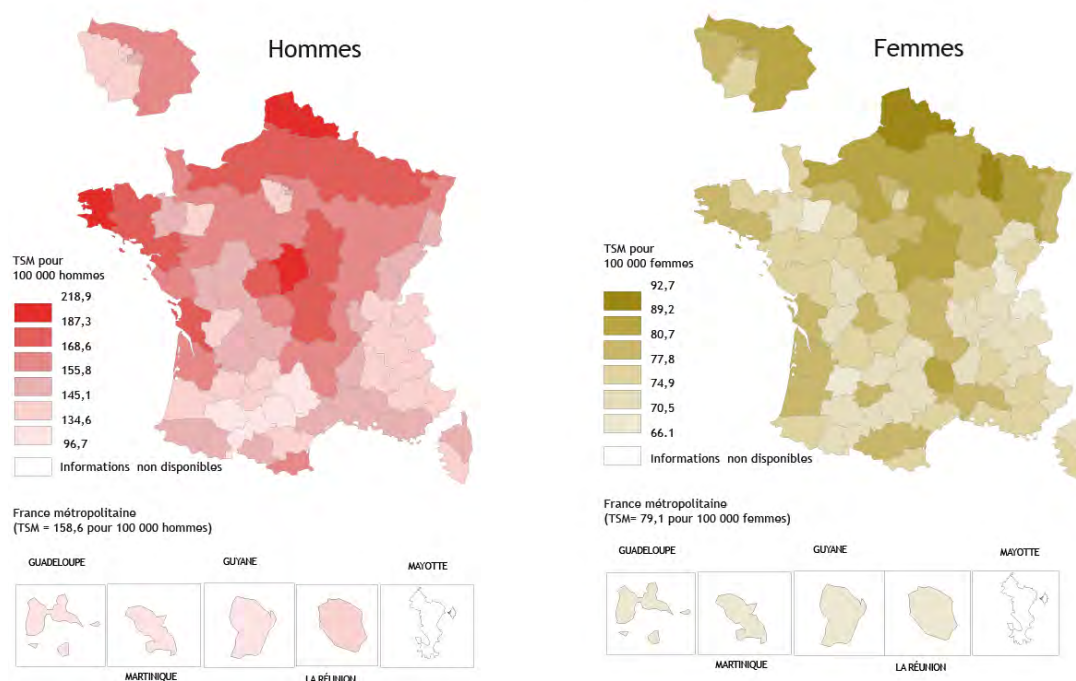 Hommes
TSM pour
100 000 hommes
218,9
187,3
168,6
155,8
145,1
134,6
96,7
Informations non disponibles
France métropolitaine
(TSM = 158,6 pour 100 000 hommes)
GUADELOUPE
GUYANE
MAYOTTE
MARTINIQUE
LA RÉUNION
Femmes
TSM pour
100 000 femmes
92,7
89,2
80,7
77,8
74,9
70,5
66.1
Informations non disponibles
France métropolitaine
(TSM= 79,1 pour 100 000 femmes)
GUADELOUPE
GUYANE
MAYOTTE
MARTINIQUE
LA RÉUNION